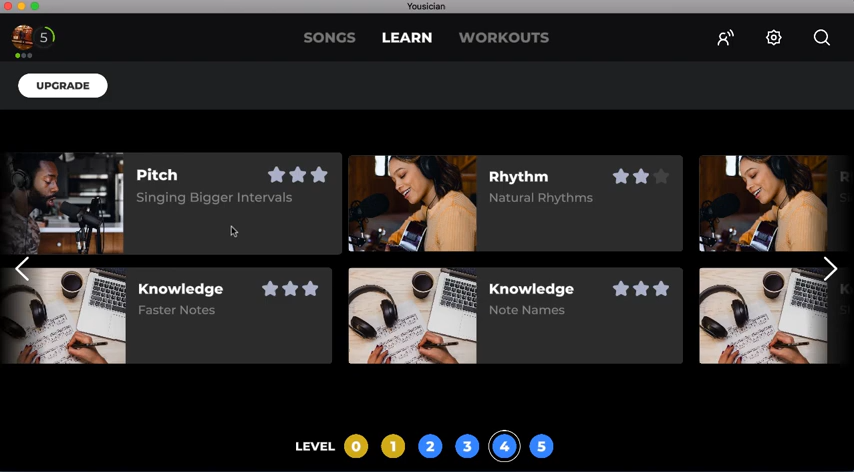 Yousician
5
SONGS
LEARN
WORKOUTS
UPGRADE
Pitch
Singing Bigger Intervals
Rhythm
Natural Rhythms
Knowledge
Faster Notes
Knowledge
Note Names
LEVEL 0 1 2 3 4 5